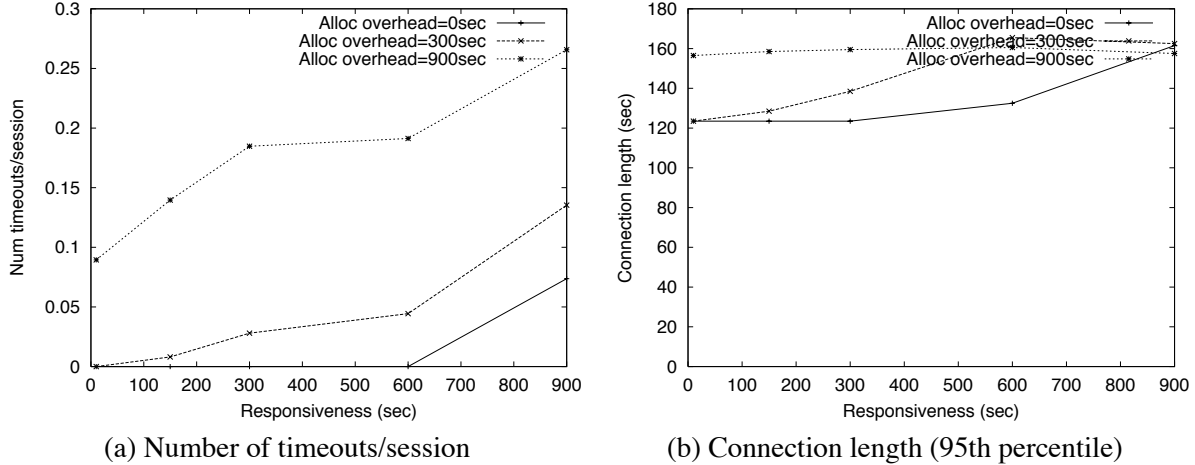 0.3
0.25
0.2
0.15
0.1
0.05
0
Num timeouts/session
Alloc overhead=0sec
Alloc overhead=300sec
Alloc overhead=900sec
0 100 200 300 400 500 600 700 800 900
Responsiveness (sec)
(a) Number of timeouts/session
180
160
140
120
100
80
60
40
20
0
Connection length (sec)
Alloc overhead=0sec
Alloc overhead=300sec
Alloc overhead=900sec
0 100 200 300 400 500 600 700 800 900
Responsiveness (sec)
(b) Connection length (95th percentile)